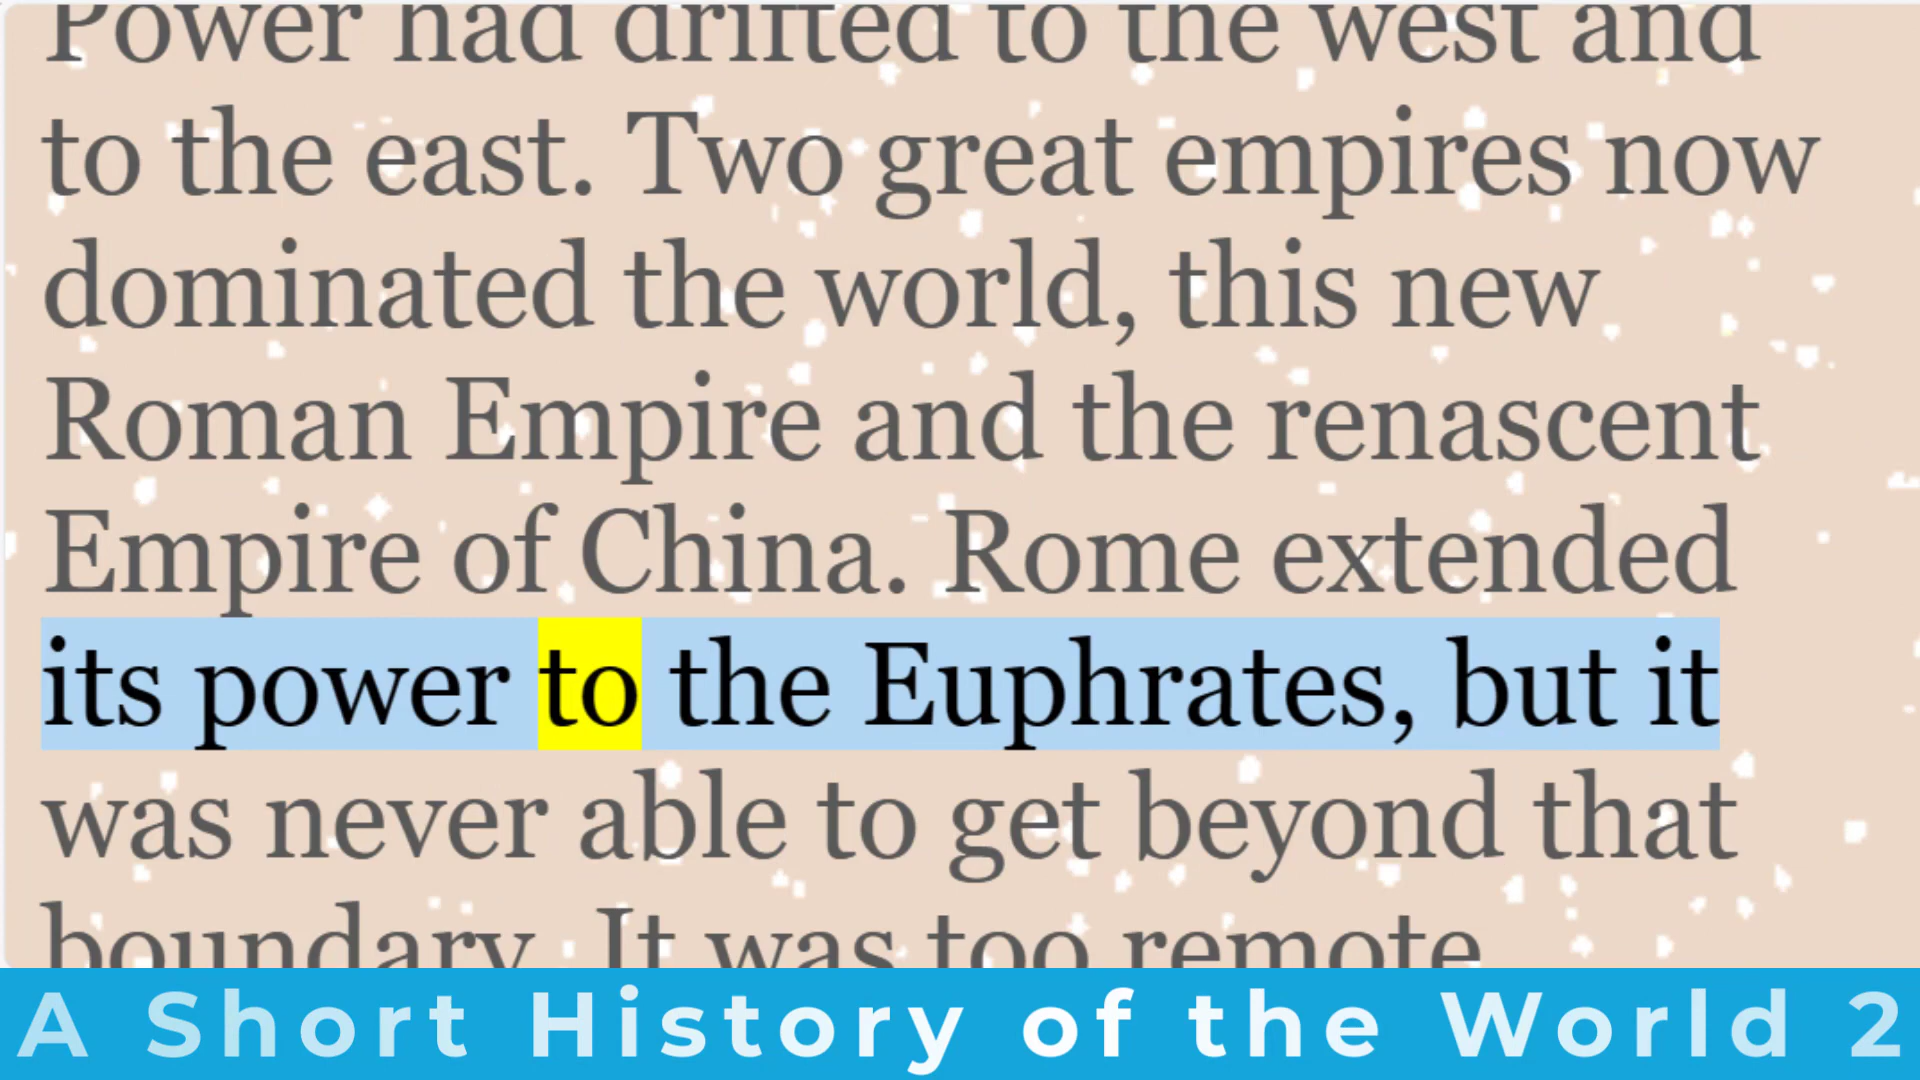 Power had drifted to the west and
to the east. Two great empires now
dominated the world, this new
Roman Empire and the renascent
Empire of China. Rome extended
its power to the Euphrates, but it
was never able to get beyond that
boundary. It was too remote
A Short History of the World 2